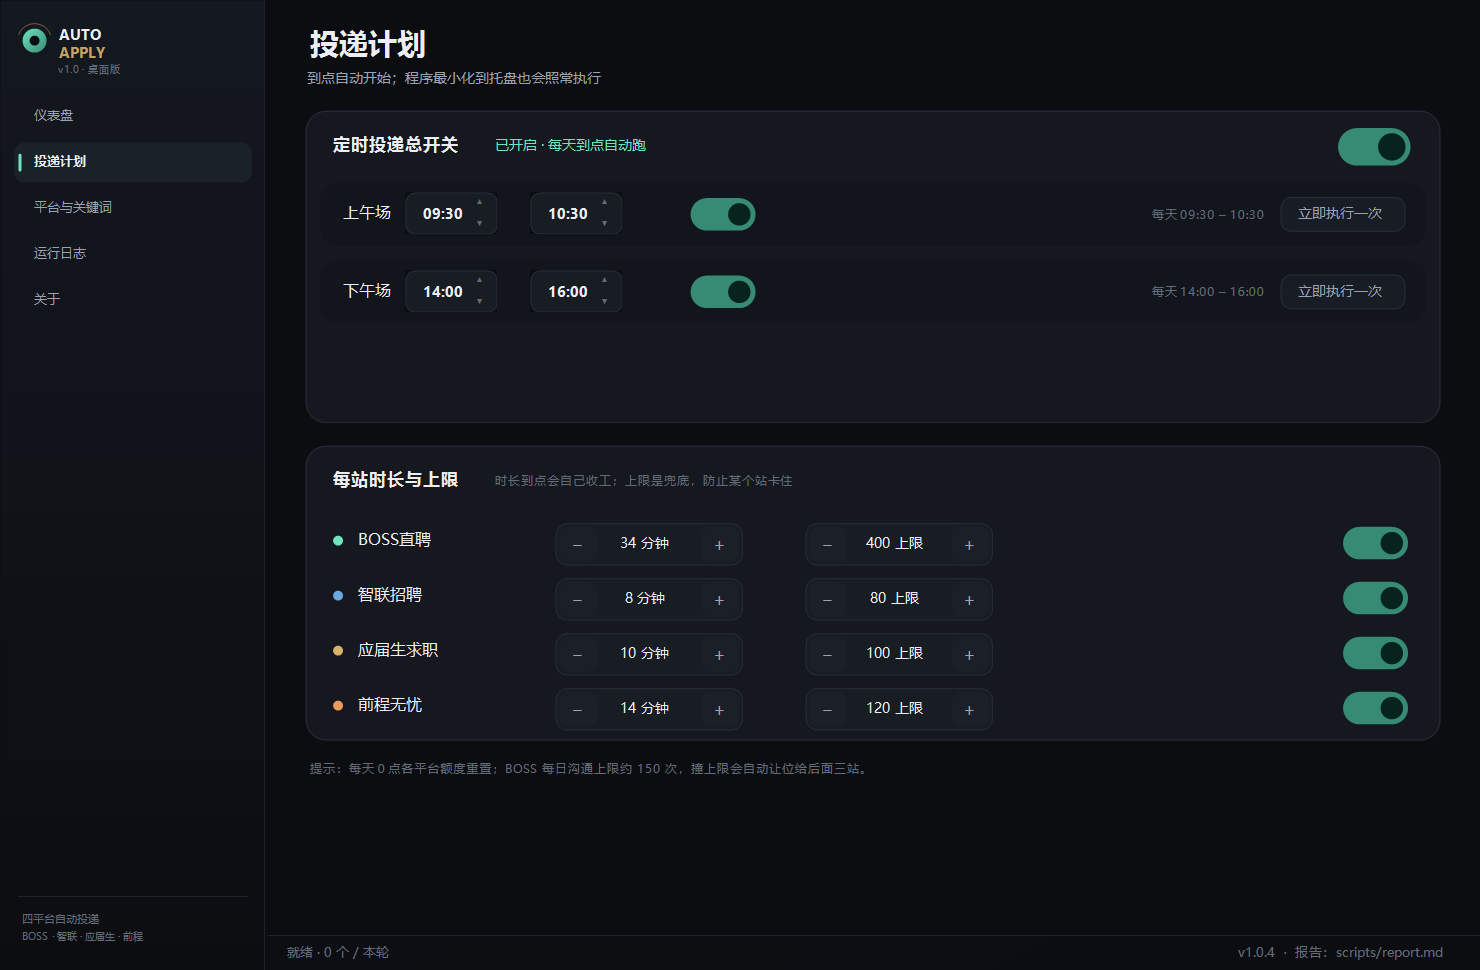 AUTO
APPLY
v1.0 · 桌面版
仪表盘
投递计划
平台与关键词
运行日志
关于
四平台自动投递
BOSS · 智联 · 应届生 · 前程
投递计划
到点自动开始；程序最小化到托盘也会照常执行
定时投递总开关 已开启 · 每天到点自动跑
上午场 09:30 10:30 每天 09:30 – 10:30 立即执行一次
下午场 14:00 16:00 每天 14:00 – 16:00 立即执行一次
每站时长与上限 时长到点会自己收工；上限是兜底，防止某个站卡住
BOSS直聘 − 34 分钟 + − 400 上限 +
智联招聘 − 8 分钟 + − 80 上限 +
应届生求职 − 10 分钟 + − 100 上限 +
前程无忧 − 14 分钟 + − 120 上限 +
提示：每天 0 点各平台额度重置；BOSS 每日沟通上限约 150 次，撞上限会自动让位给后面三站。
就绪 · 0 个 / 本轮 v1.0.4 · 报告：scripts/report.md